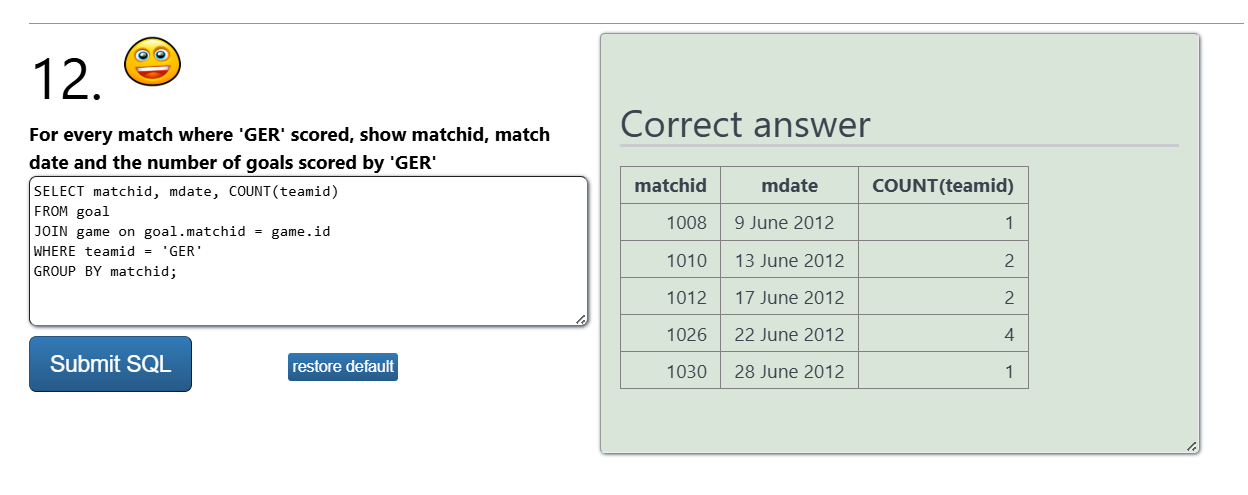 12.
For every match where 'GER' scored, show matchid, match
date and the number of goals scored by 'GER'
SELECT matchid, mdate, COUNT(teamid)
FROM goal
JOIN game on goal.matchid = game.id
WHERE teamid = 'GER'
GROUP BY matchid;
Submit SQL
restore default
Correct answer
matchid mdate COUNT(teamid)
1008 9 June 2012 1
1010 13 June 2012 2
1012 17 June 2012 2
1026 22 June 2012 4
1030 28 June 2012 1